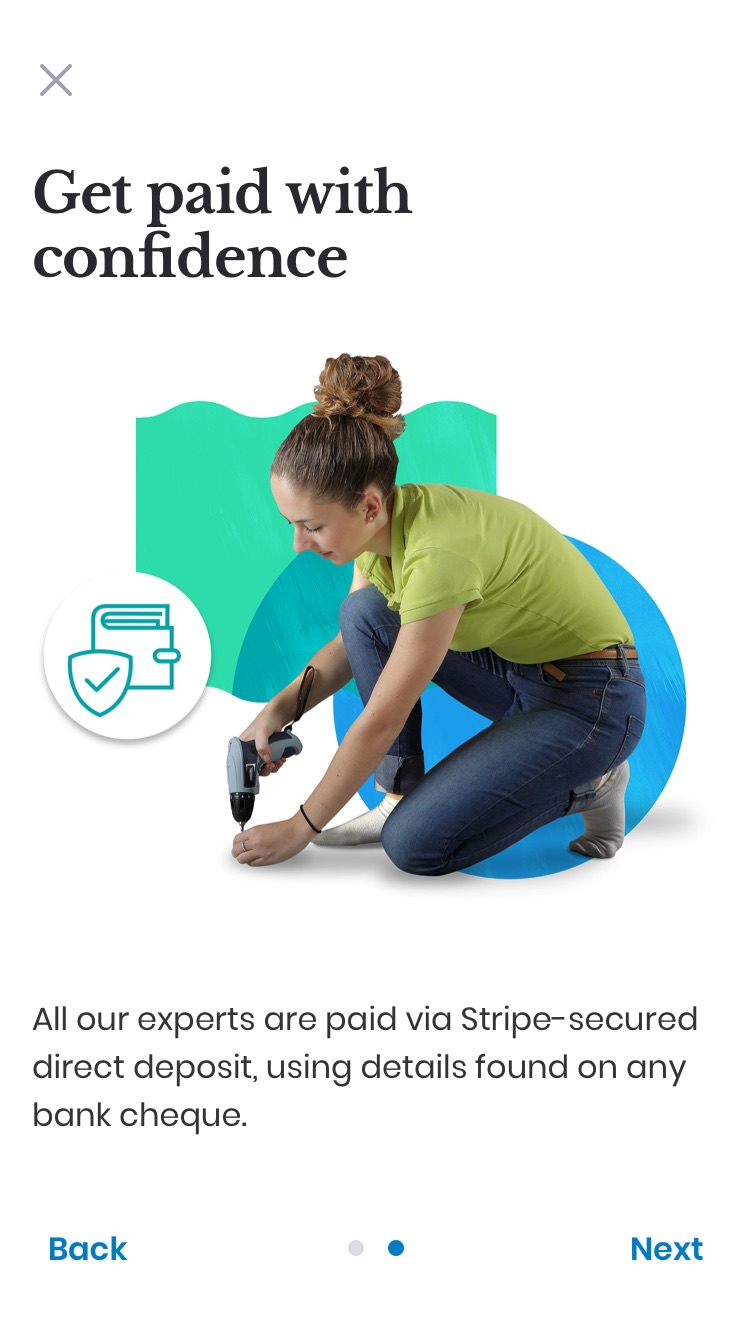 Get paid with
confidence
All our experts are paid via Stripe-secured
direct deposit, using details found on any
bank cheque.
Back
Next